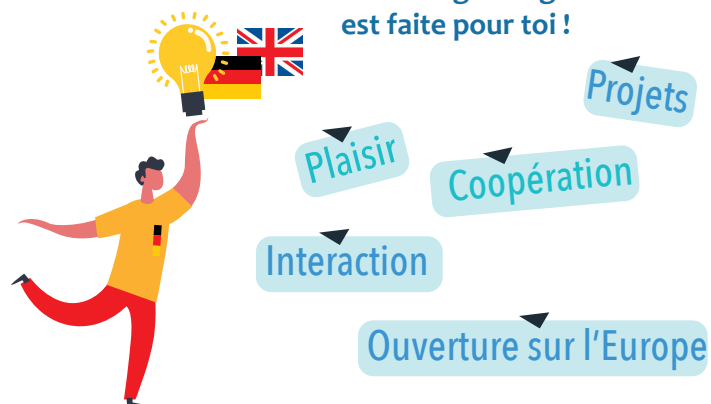 est faite pour toi !
Projets
Plaisir
Coopération
Interaction
Ouverture sur l'Europe